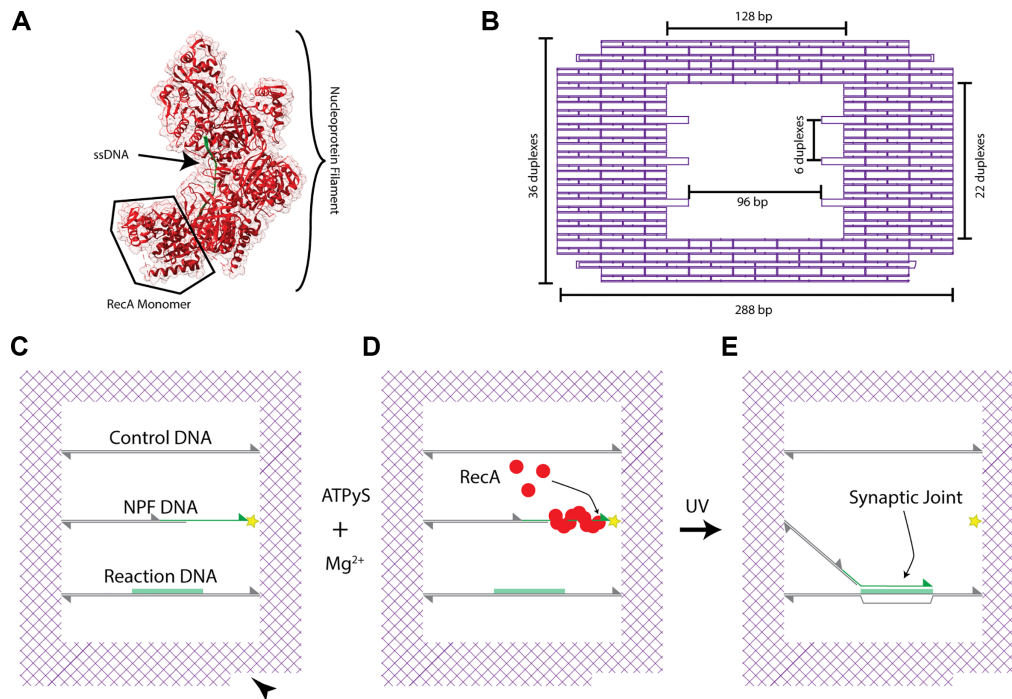 A
ssDNA
RecA Monomer
Nucleoprotein Filament
B
128 bp
36 duplexes
6 duplexes
22 duplexes
96 bp
288 bp
C
Control DNA
NPF DNA
Reaction DNA
ATPyS
+
Mg²⁺
D
RecA
UV
E
Synaptic Joint